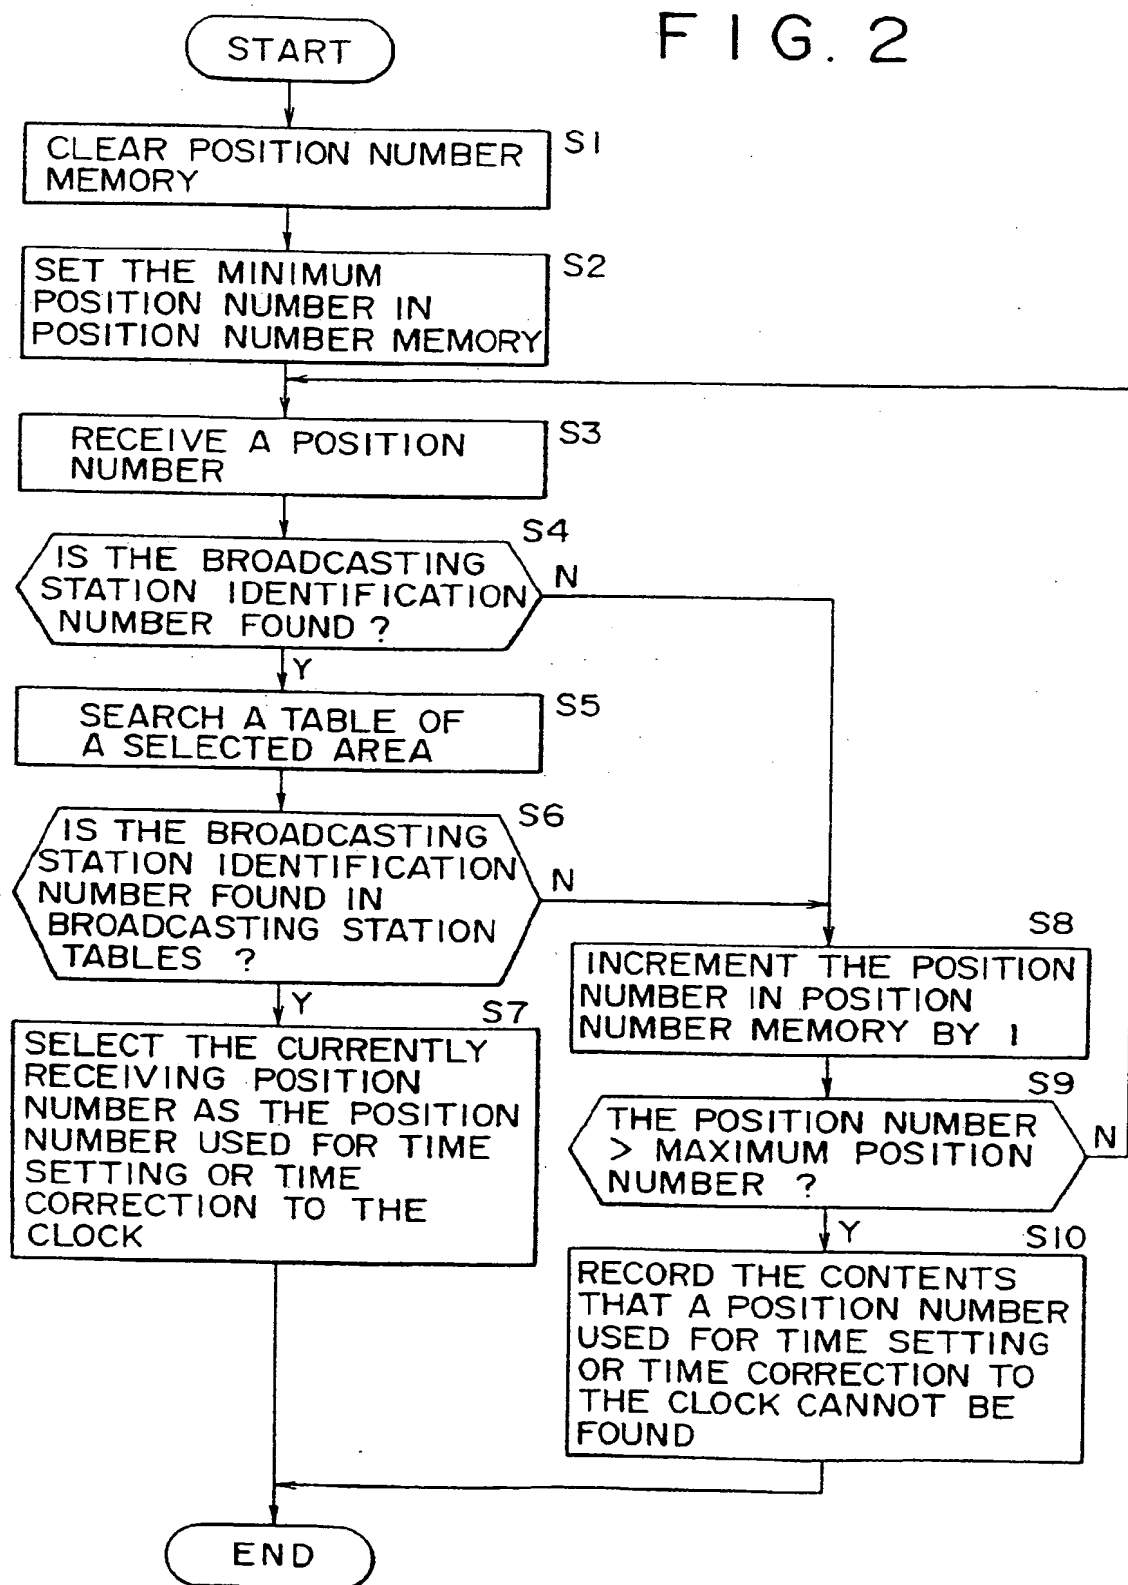 FIG. 2
START
S1
CLEAR POSITION NUMBER
MEMORY
S2
SET THE MINIMUM
POSITION NUMBER IN
POSITION NUMBER MEMORY
S3
RECEIVE A POSITION
NUMBER
S4
IS THE BROADCASTING
STATION IDENTIFICATION
NUMBER FOUND ?
N
Y
S5
SEARCH A TABLE OF
A SELECTED AREA
S6
IS THE BROADCASTING
STATION IDENTIFICATION
NUMBER FOUND IN
BROADCASTING STATION
TABLES ?
N
Y
S7
SELECT THE CURRENTLY
RECEIVING POSITION
NUMBER AS THE POSITION
NUMBER USED FOR TIME
SETTING OR TIME
CORRECTION TO THE
CLOCK
S8
INCREMENT THE POSITION
NUMBER IN POSITION
NUMBER MEMORY BY 1
S9
THE POSITION NUMBER
> MAXIMUM POSITION
NUMBER ?
N
Y
S10
RECORD THE CONTENTS
THAT A POSITION NUMBER
USED FOR TIME SETTING
OR TIME CORRECTION TO
THE CLOCK CANNOT BE
FOUND
END